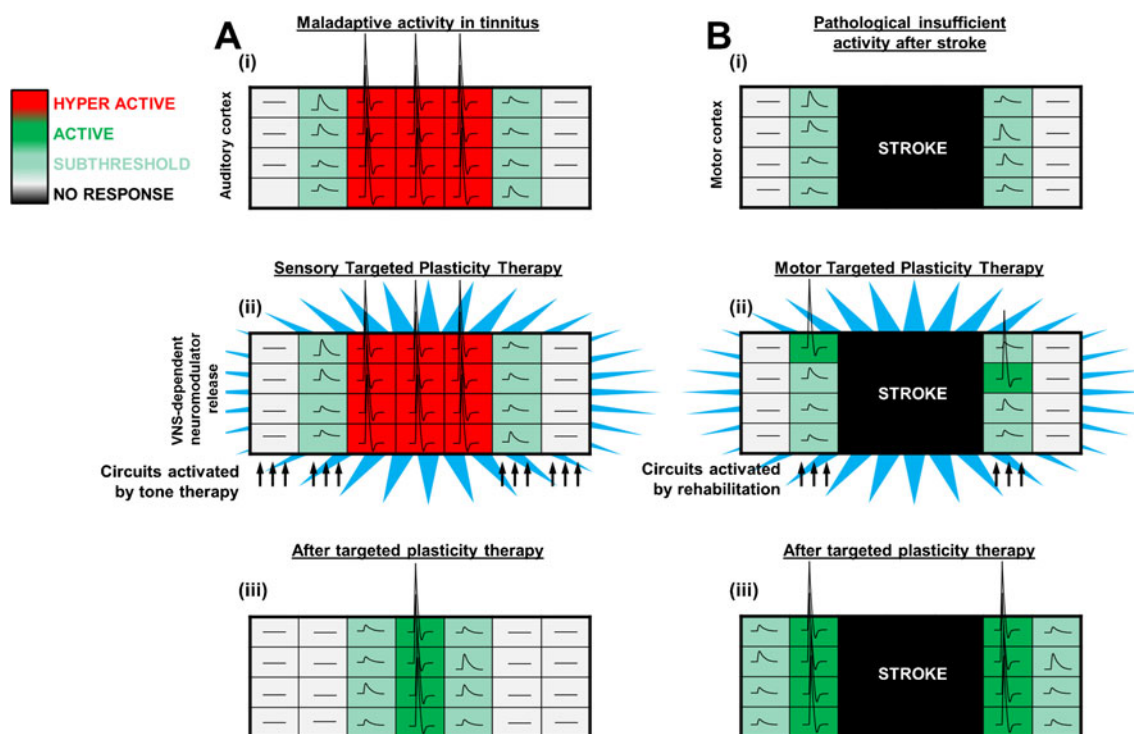 A
Maladaptive activity in tinnitus
(i)
HYPER ACTIVE
ACTIVE
SUBTHRESHOLD
NO RESPONSE
Auditory cortex
B
Pathological insufficient
activity after stroke
(i)
Motor cortex
STROKE
Sensory Targeted Plasticity Therapy
(ii)
VNS-dependent
neuromodulator
release
Circuits activated
by tone therapy
Motor Targeted Plasticity Therapy
(ii)
STROKE
Circuits activated
by rehabilitation
After targeted plasticity therapy
(iii)
After targeted plasticity therapy
(iii)
STROKE